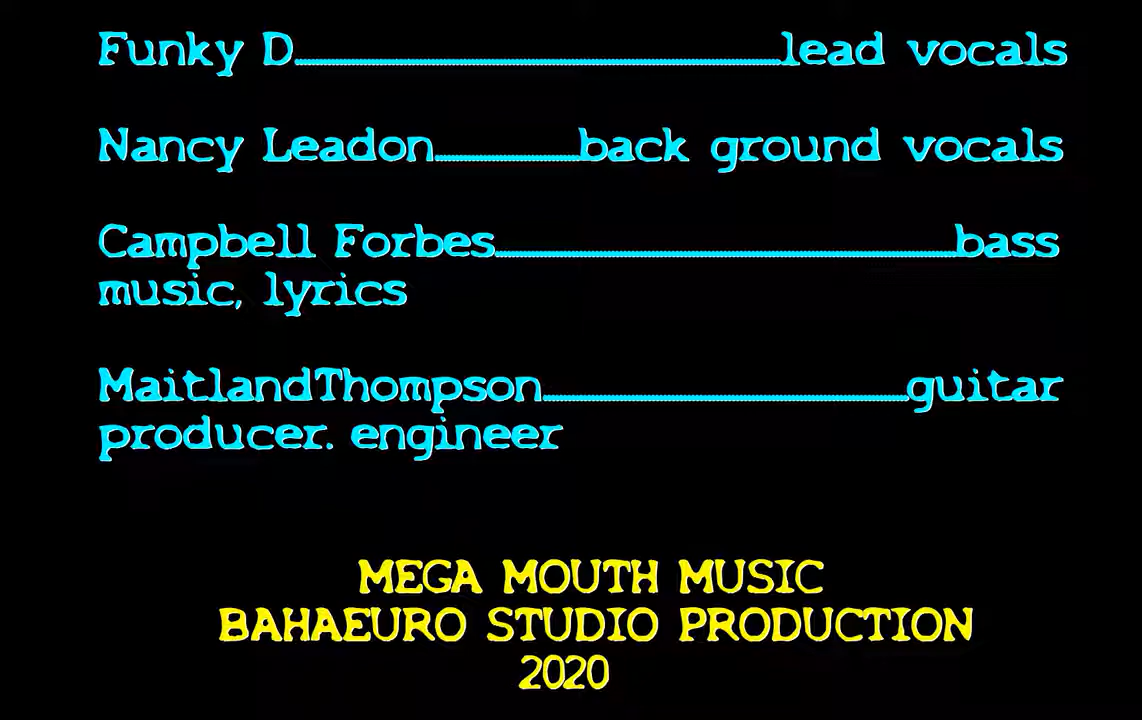 Funky D..........................................................lead vocals
Nancy Leadon.................back ground vocals
Campbell Forbes.......................................................bass
music, lyrics
MaitlandThompson...........................................guitar
producer. engineer
MEGA MOUTH MUSIC
BAHAEURO STUDIO PRODUCTION
2020